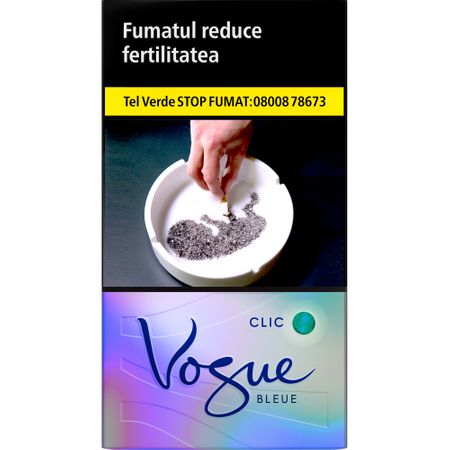 Fumatul reduce
fertilitatea
Tel Verde STOP FUMAT: 08008 78673
CLIC
Vogue
BLEUE